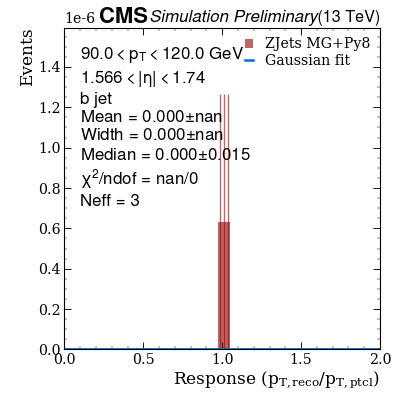 1e-6 CMS Simulation Preliminary (13 TeV)
Events
90.0 < pT < 120.0 GeV
1.566 < |η| < 1.74
b jet
Mean = 0.000±nan
Width = 0.000±nan
Median = 0.000±0.015
χ²/ndof = nan/0
Neff = 3
ZJets MG+Py8
Gaussian fit
1.4
1.2
1.0
0.8
0.6
0.4
0.2
0.0
0.0 0.5 1.0 1.5 2.0
Response (pT,reco/pT,ptcl)